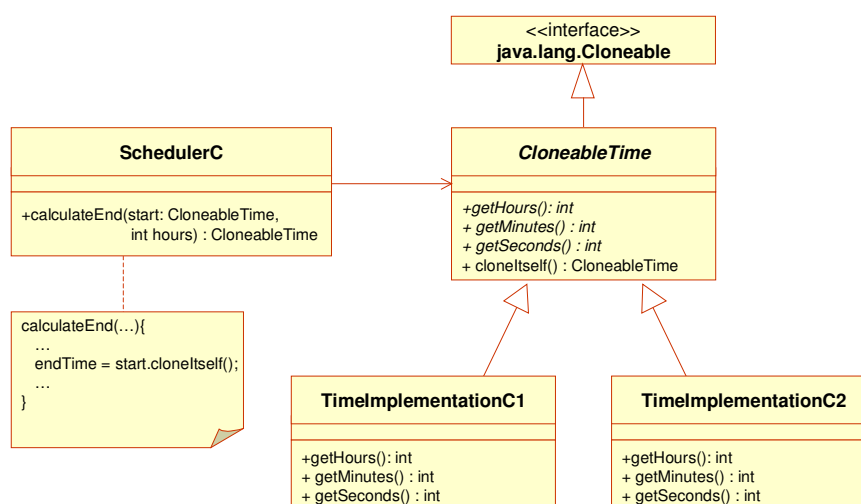 <<interface>>
java.lang.Cloneable
SchedulerC
+calculateEnd(start: CloneableTime,
int hours) : CloneableTime
CloneableTime
+getHours(): int
+ getMinutes() : int
+ getSeconds() : int
+ cloneItself() : CloneableTime
calculateEnd(…){
…
endTime = start.cloneItself();
…
}
TimeImplementationC1
+getHours(): int
+ getMinutes() : int
+ getSeconds() : int
TimeImplementationC2
+getHours(): int
+ getMinutes() : int
+ getSeconds() : int